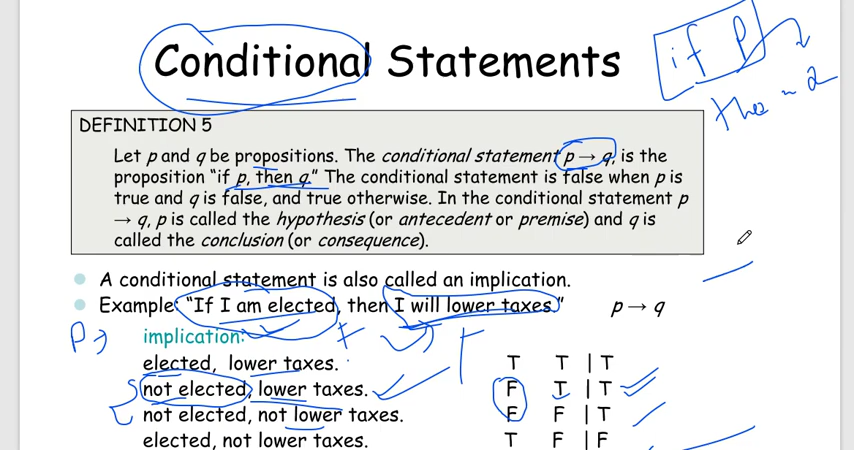 Conditional Statements
if p
DEFINITION 5
Let p and q be propositions. The conditional statement p → q, is the
proposition "if p, then q." The conditional statement is false when p is
true and q is false, and true otherwise. In the conditional statement p
→ q, p is called the hypothesis (or antecedent or premise) and q is
called the conclusion (or consequence).
A conditional statement is also called an implication.
Example: "If I am elected, then I will lower taxes." p → q
implication:
elected, lower taxes. T T | T
not elected, lower taxes. F T | T
not elected, not lower taxes. F F | T
elected, not lower taxes. T F | F